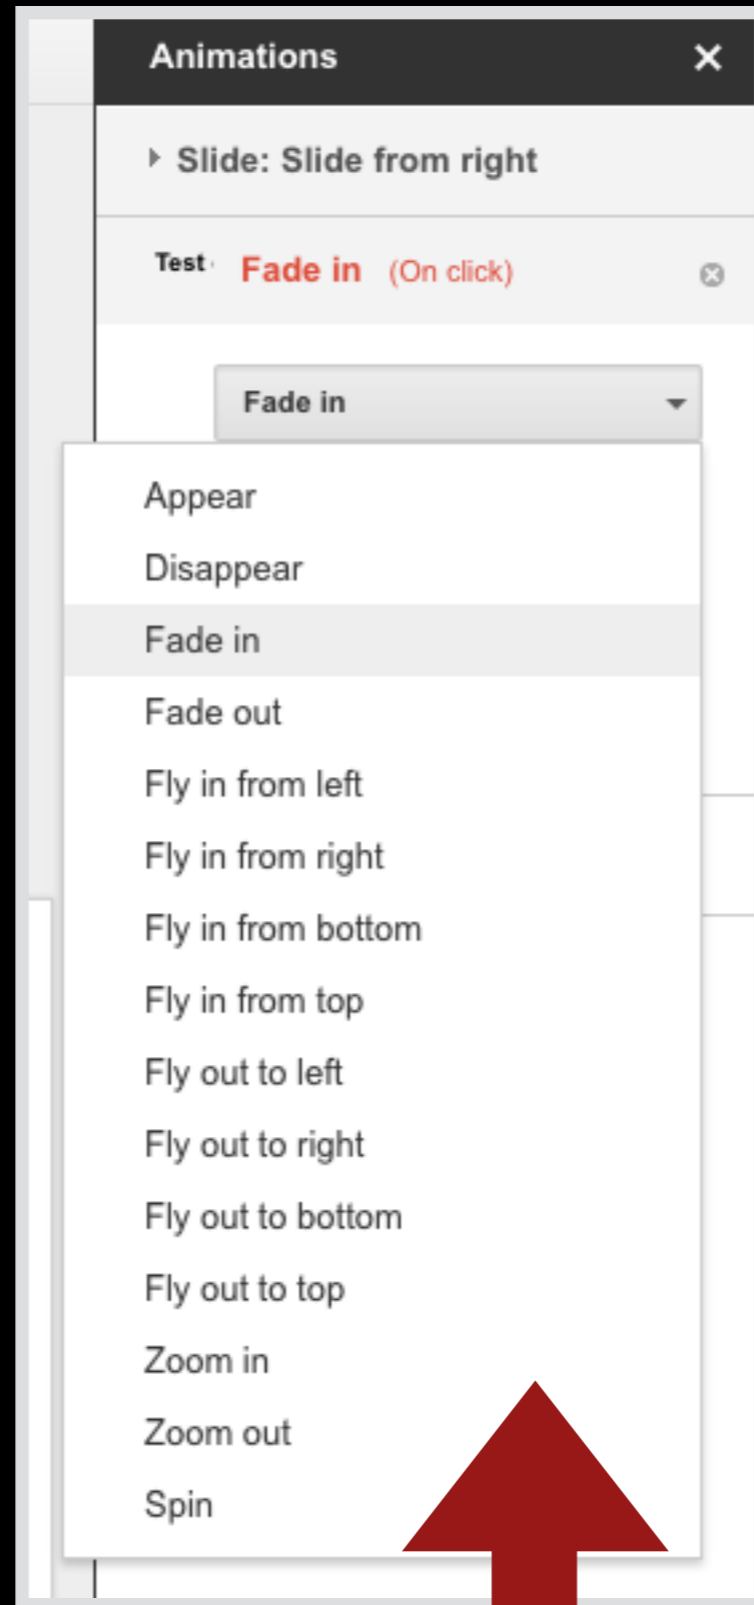 Animations
Slide: Slide from right
Test Fade in (On click)
Fade in
Appear
Disappear
Fade in
Fade out
Fly in from left
Fly in from right
Fly in from bottom
Fly in from top
Fly out to left
Fly out to right
Fly out to bottom
Fly out to top
Zoom in
Zoom out
Spin